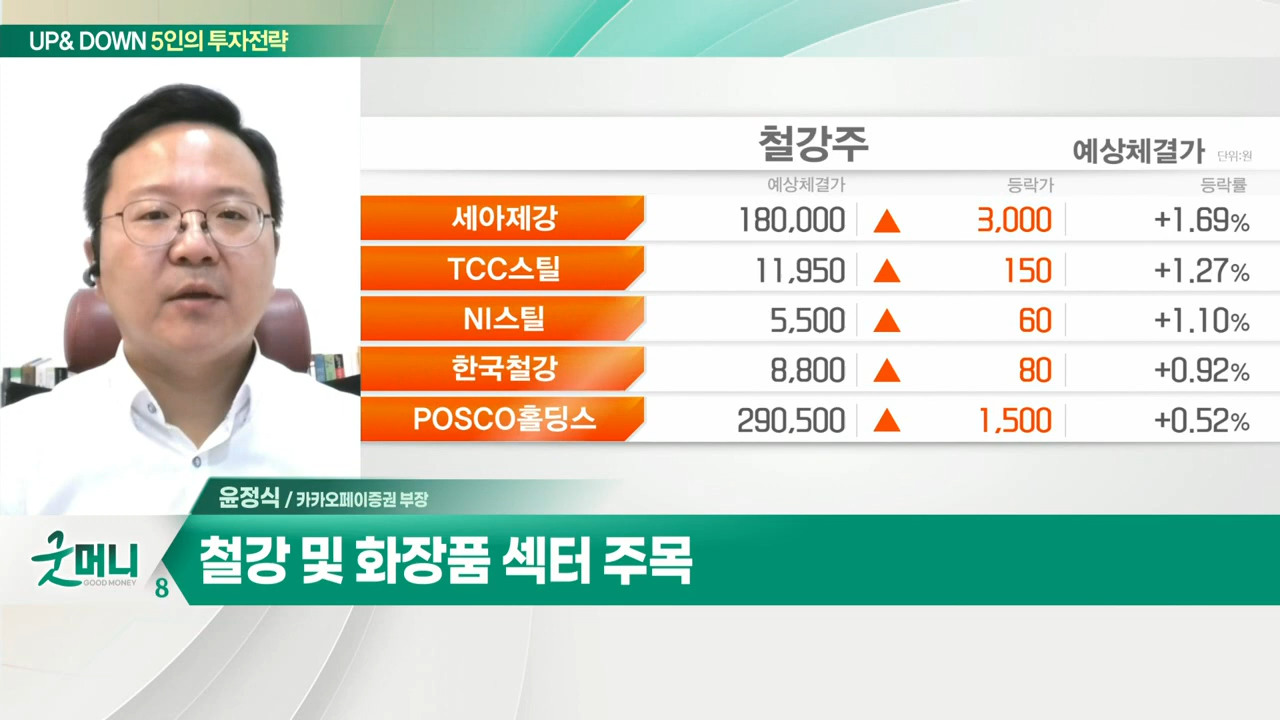 UP& DOWN 5인의 투자전략
철강주 예상체결가 단위:원
예상체결가 등락가 등락률
세아제강 180,000 ▲ 3,000 +1.69%
TCC스틸 11,950 ▲ 150 +1.27%
NI스틸 5,500 ▲ 60 +1.10%
한국철강 8,800 ▲ 80 +0.92%
POSCO홀딩스 290,500 ▲ 1,500 +0.52%
윤정식 / 카카오페이증권 부장
굿머니
GOOD MONEY
8
철강 및 화장품 섹터 주목